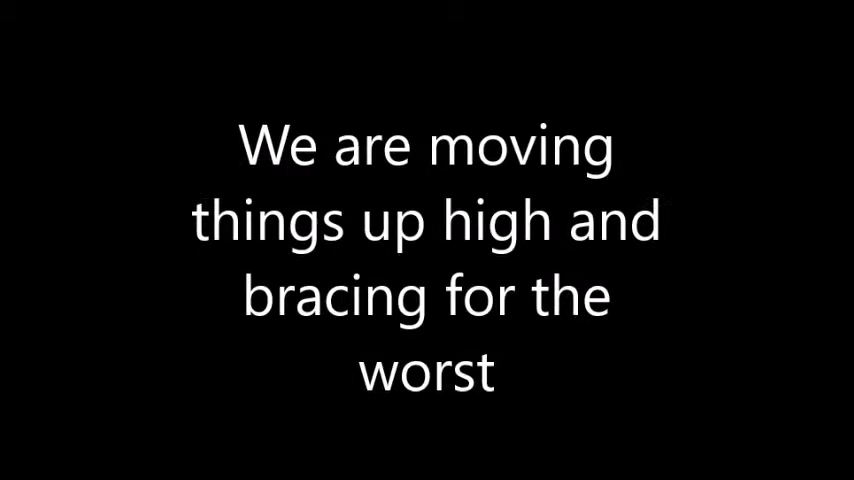 We are moving
things up high and
bracing for the
worst